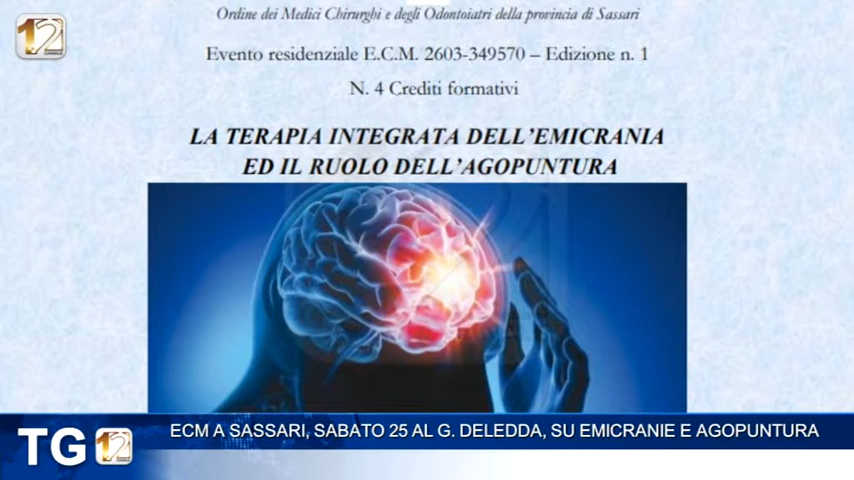 12
Ordine dei Medici Chirurghi e degli Odontoiatri della provincia di Sassari
Evento residenziale E.C.M. 2603-349570 – Edizione n. 1
N. 4 Crediti formativi
LA TERAPIA INTEGRATA DELL’EMICRANIA
ED IL RUOLO DELL’AGOPUNTURA
TG 12
ECM A SASSARI, SABATO 25 AL G. DELEDDA, SU EMICRANIE E AGOPUNTURA